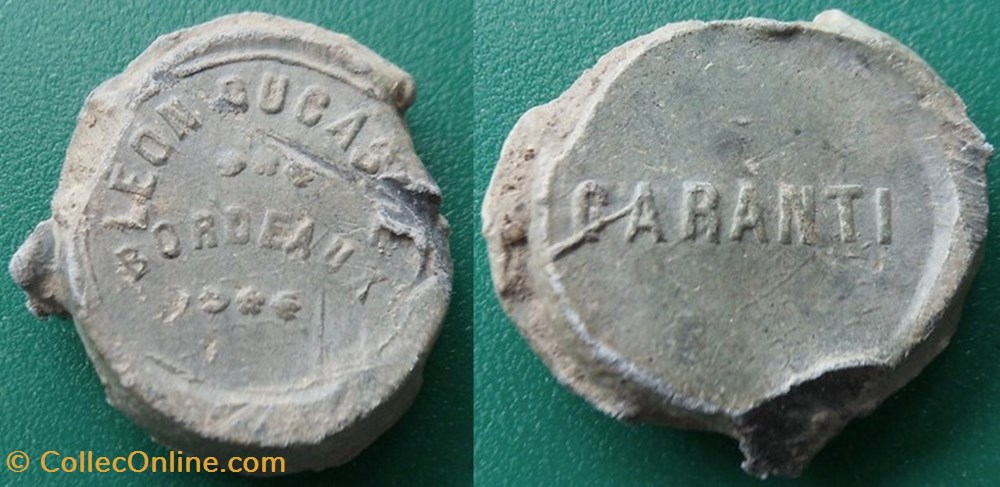 LEON DUCASSE
BORDEAUX
GARANTI
© CollecOnline.com